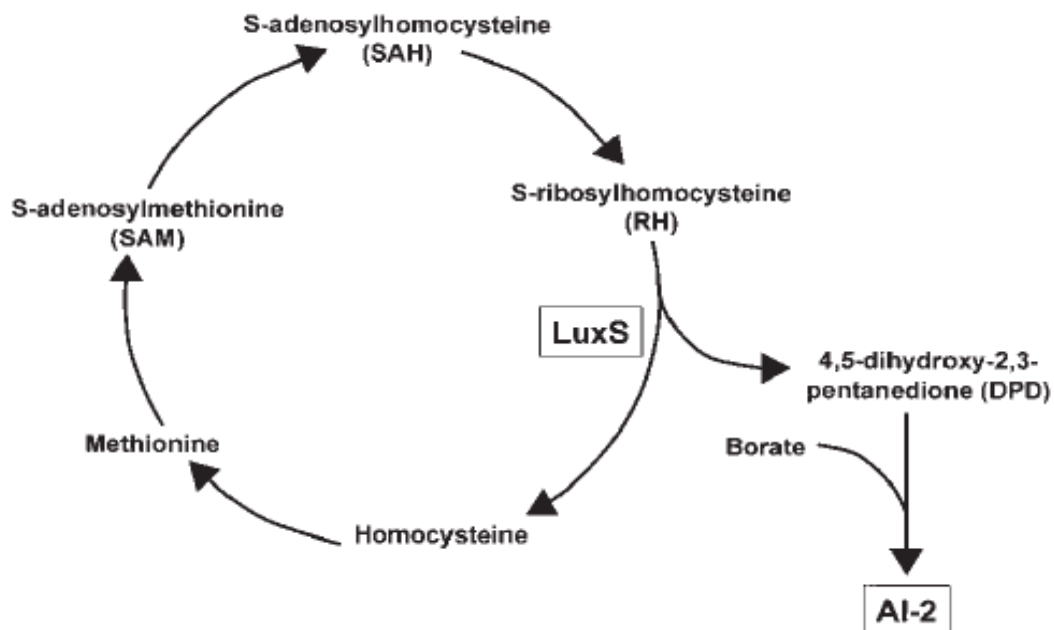 S-adenosylhomocysteine
(SAH)
S-ribosylhomocysteine
(RH)
S-adenosylmethionine
(SAM)
LuxS
4,5-dihydroxy-2,3-
pentanedione (DPD)
Methionine
Borate
Homocysteine
AI-2